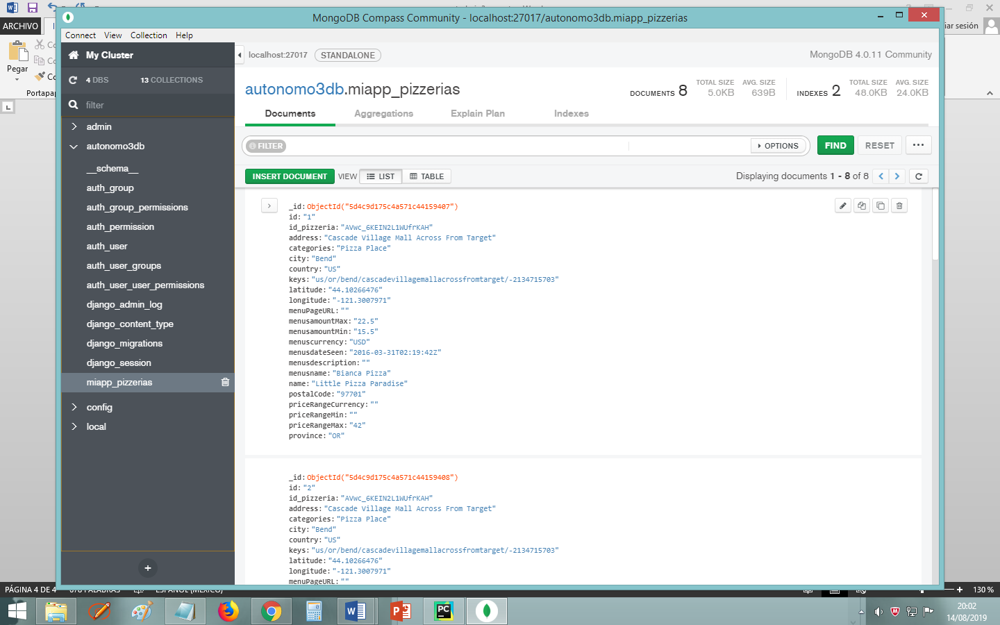 ARCHIVO
MongoDB Compass Community - localhost:27017/autonomo3db.miapp_pizzerias
iar sesión
Connect View Collection Help
Pegar
Co
Co
Co
Portapap
My Cluster
4 DBS 13 COLLECTIONS
filter
admin
autonomo3db
__schema__
auth_group
auth_group_permissions
auth_permission
auth_user
auth_user_groups
auth_user_user_permissions
django_admin_log
django_content_type
django_migrations
django_session
miapp_pizzerias
config
local
+
localhost:27017 STANDALONE MongoDB 4.0.11 Community
autonomo3db.miapp_pizzerias
DOCUMENTS 8 TOTAL SIZE 5.0KB AVG. SIZE 639B INDEXES 2 TOTAL SIZE 48.0KB AVG. SIZE 24.0KB
Documents Aggregations Explain Plan Indexes
FILTER OPTIONS FIND RESET ...
INSERT DOCUMENT VIEW LIST TABLE Displaying documents 1 - 8 of 8
_id: ObjectId("5d4c9d175c4a571c44159407")
id: "1"
id_pizzeria: "AVwc_6KEIN2L1WUfrKAH"
address: "Cascade Village Mall Across From Target"
categories: "Pizza Place"
city: "Bend"
country: "US"
keys: "us/or/bend/cascadevillagemallacrossfromtarget/-2134715703"
latitude: "44.10266476"
longitude: "-121.3007971"
menuPageURL: ""
menusamountMax: "22.5"
menusamountMin: "15.5"
menuscurrency: "USD"
menusdateSeen: "2016-03-31T02:19:42Z"
menusdescription: ""
menusname: "Bianca Pizza"
name: "Little Pizza Paradise"
postalCode: "97701"
priceRangeCurrency: ""
priceRangeMin: ""
priceRangeMax: "42"
province: "OR"
_id: ObjectId("5d4c9d175c4a571c44159408")
id: "2"
id_pizzeria: "AVwc_6KEIN2L1WUfrKAH"
address: "Cascade Village Mall Across From Target"
categories: "Pizza Place"
city: "Bend"
country: "US"
keys: "us/or/bend/cascadevillagemallacrossfromtarget/-2134715703"
latitude: "44.10266476"
longitude: "-121.3007971"
menuPageURL: ""
PÁGINA 4 DE 4 ESPAÑOL (MÉXICO) 130 %
20:02
14/08/2019